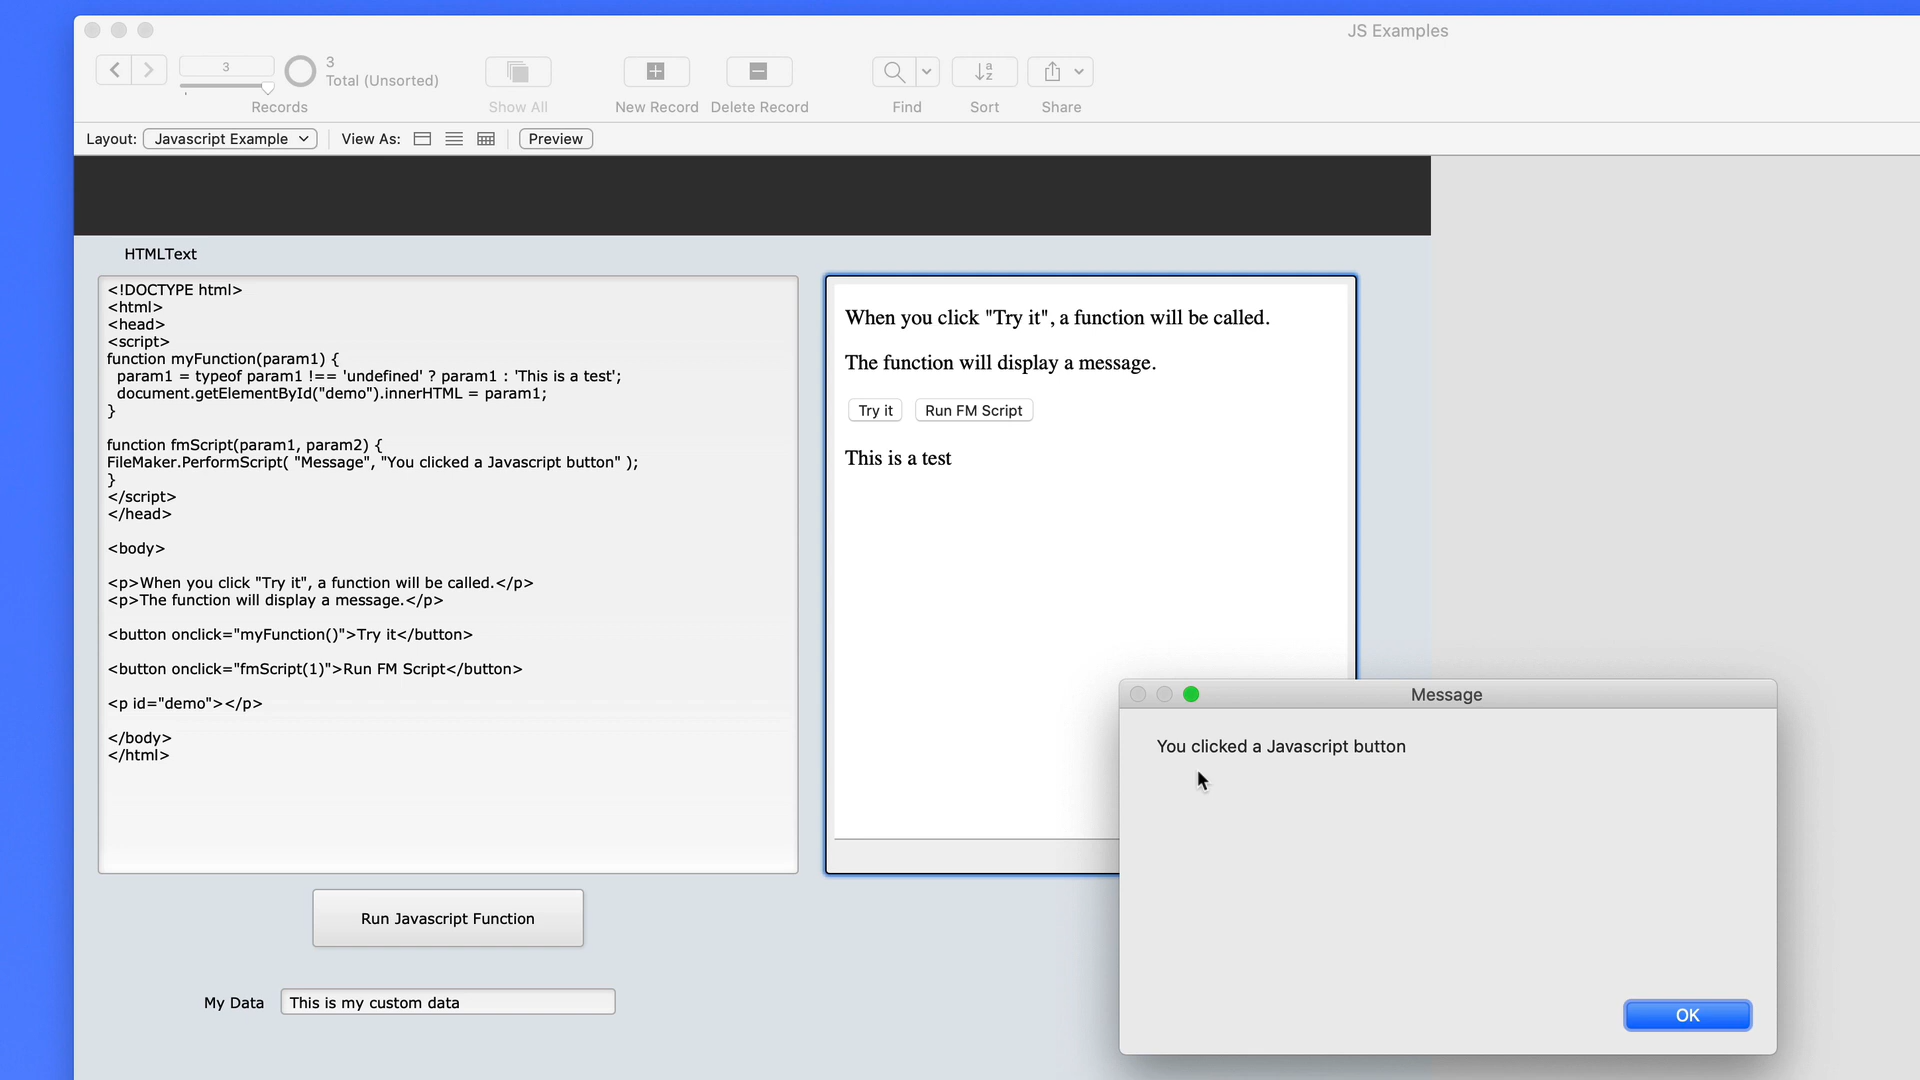 JS Examples
3
3
Total (Unsorted)
Records
Show All
New Record
Delete Record
Find
Sort
Share
Layout: Javascript Example
View As:
Preview
HTMLText
<!DOCTYPE html>
<html>
<head>
<script>
function myFunction(param1) {
param1 = typeof param1 !== 'undefined' ? param1 : 'This is a test';
document.getElementById("demo").innerHTML = param1;
}
function fmScript(param1, param2) {
FileMaker.PerformScript( "Message", "You clicked a Javascript button" );
}
</script>
</head>
<body>
<p>When you click "Try it", a function will be called.</p>
<p>The function will display a message.</p>
<button onclick="myFunction()">Try it</button>
<button onclick="fmScript(1)">Run FM Script</button>
<p id="demo"></p>
</body>
</html>
Run Javascript Function
My Data This is my custom data
When you click "Try it", a function will be called.
The function will display a message.
Try it
Run FM Script
This is a test
Message
You clicked a Javascript button
OK